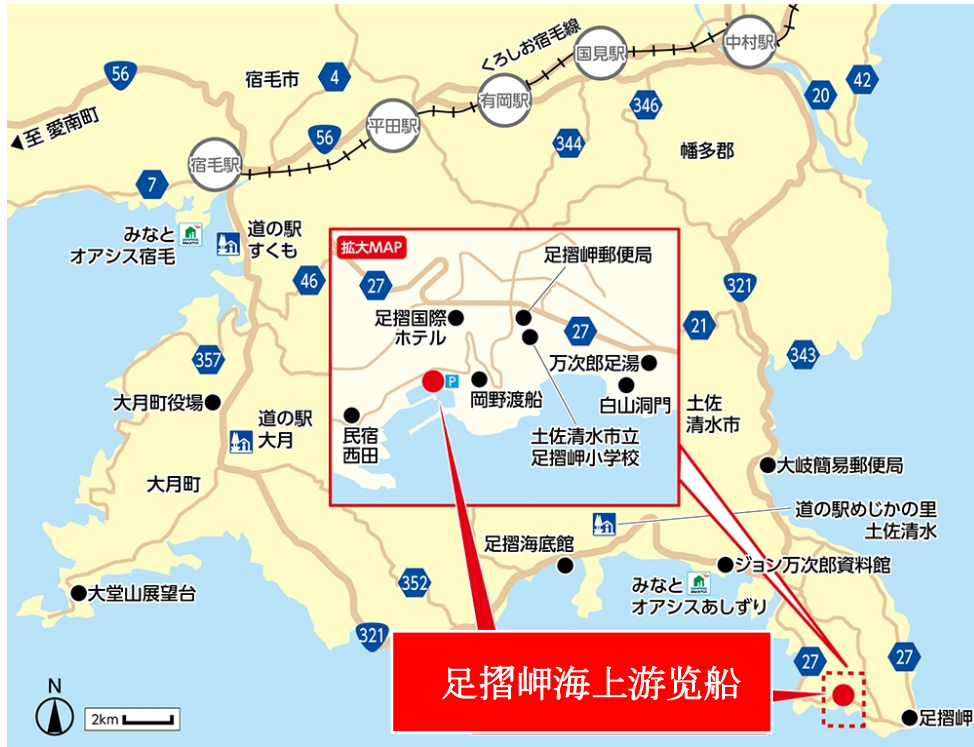 くろしお宿毛線
中村駅
国見駅
有岡駅
平田駅
宿毛駅
56
宿毛市
4
42
20
346
344
56
幡多郡
至 愛南町
7
みなと
オアシス宿毛
道の駅
すくも
46
321
21
343
357
大月町役場
道の駅
大月
大月町
拡大MAP
27
足摺岬郵便局
足摺国際
ホテル
27
万次郎足湯
P
岡野渡船
白山洞門
民宿
西田
土佐清水市立
足摺岬小学校
土佐
清水市
大岐簡易郵便局
道の駅めじかの里
土佐清水
足摺海底館
ジョン万次郎資料館
みなと
オアシスあしずり
大堂山展望台
352
321
足摺岬海上游览船
27
27
足摺岬
N
2km